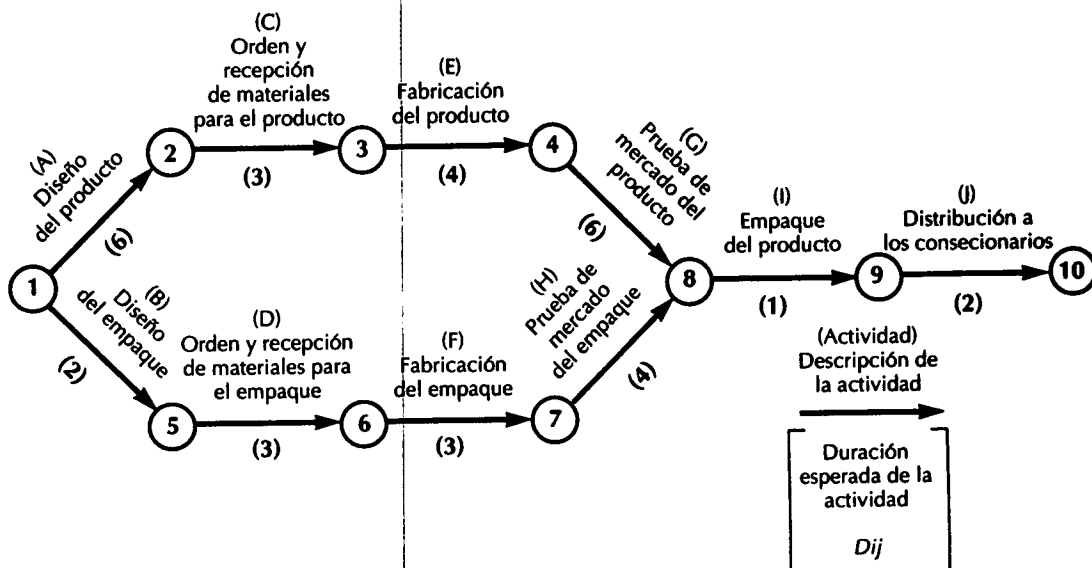 (C)
Orden y
recepción
de materiales
para el producto
(E)
Fabricación
del producto
(A)
Diseño
del producto
2
(3)
3
(4)
4
(G)
Prueba de
mercado del
producto
(6)
(6)
1
(I)
Empaque
del producto
(J)
Distribución a
los consecionarios
8
(1)
9
(2)
10
(B)
Diseño
del empaque
(2)
(D)
Orden y recepción
de materiales para
el empaque
(F)
Fabricación
del empaque
(H)
Prueba de
mercado
del empaque
(4)
5
(3)
6
(3)
7
(Actividad)
Descripción de
la actividad
Duración
esperada de la
actividad
Dij